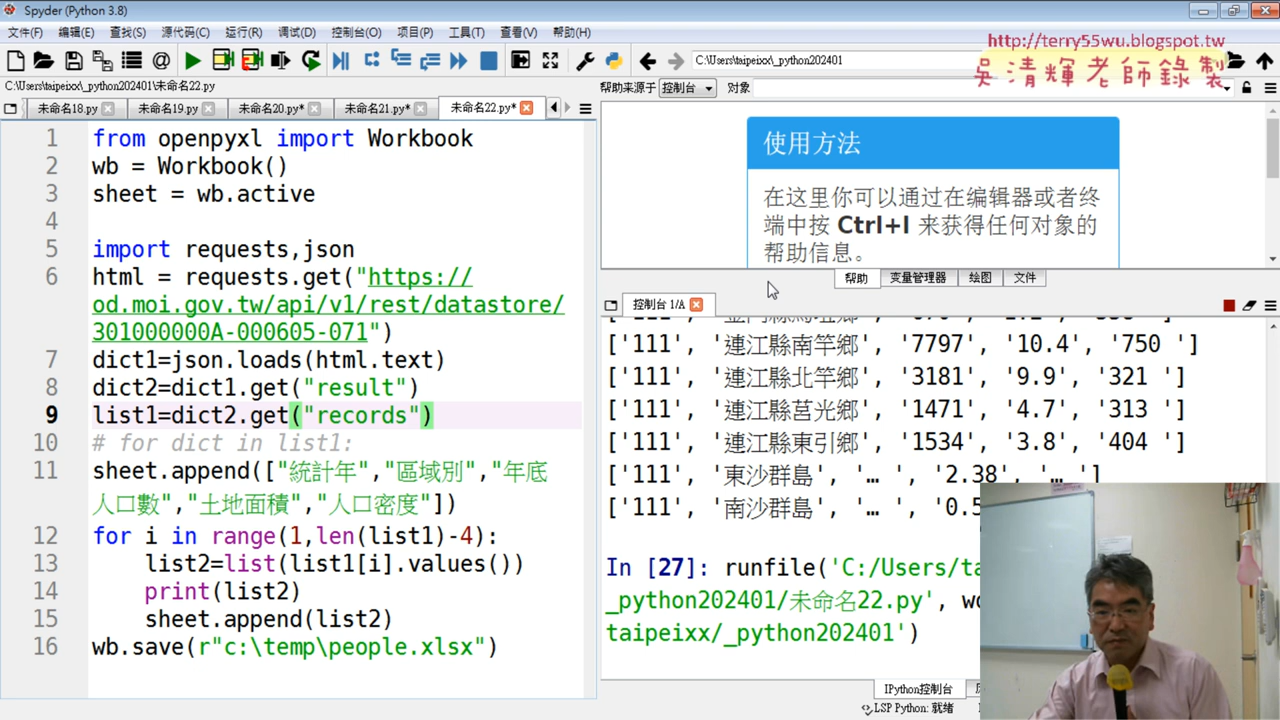 Spyder (Python 3.8)
文件(F) 编辑(E) 查找(S) 源代码(C) 运行(R) 调试(D) 控制台(O) 项目(P) 工具(T) 查看(V) 帮助(H)
http://terry55wu.blogspot.tw
吳清輝老師錄製
C:\Users\taipeixx\_python202401
C:\Users\taipeixx\_python202401\未命名22.py
帮助来源于 控制台 对象
未命名18.py 未命名19.py 未命名20.py* 未命名21.py* 未命名22.py*
1 from openpyxl import Workbook
2 wb = Workbook()
3 sheet = wb.active
4
5 import requests,json
6 html = requests.get("https://
od.moi.gov.tw/api/v1/rest/datastore/
301000000A-000605-071")
7 dict1=json.loads(html.text)
8 dict2=dict1.get("result")
9 list1=dict2.get("records")
10 # for dict in list1:
11 sheet.append(["統計年","區域別","年底
人口數","土地面積","人口密度"])
12 for i in range(1,len(list1)-4):
13 list2=list(list1[i].values())
14 print(list2)
15 sheet.append(list2)
16 wb.save(r"c:\temp\people.xlsx")
使用方法
在这里你可以通过在编辑器或者终
端中按 Ctrl+I 来获得任何对象的
帮助信息。
帮助 变量管理器 绘图 文件
控制台 1/A
['111', '連江縣南竿鄉', '7797', '10.4', '750 ']
['111', '連江縣北竿鄉', '3181', '9.9', '321 ']
['111', '連江縣莒光鄉', '1471', '4.7', '313 ']
['111', '連江縣東引鄉', '1534', '3.8', '404 ']
['111', '東沙群島', '… ', '2.38', '… ']
['111', '南沙群島', '… ', '0.5
In [27]: runfile('C:/Users/ta
_python202401/未命名22.py', w
taipeixx/_python202401')
IPython控制台
LSP Python: 就绪